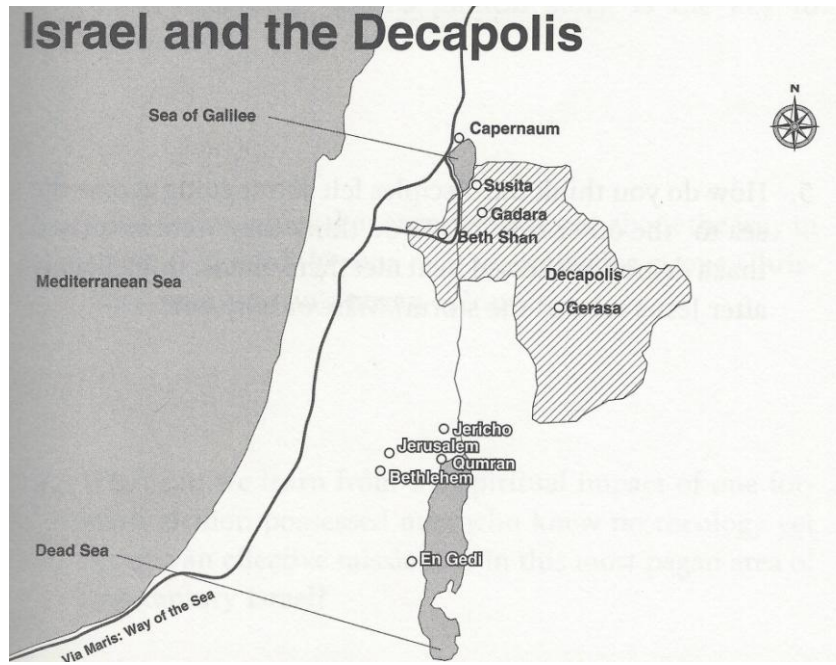 Israel and the Decapolis
N
Sea of Galilee
Capernaum
Susita
Gadara
Beth Shan
Mediterranean Sea
Decapolis
Gerasa
Jericho
Jerusalem
Qumran
Bethlehem
Dead Sea
En Gedi
Via Maris: Way of the Sea